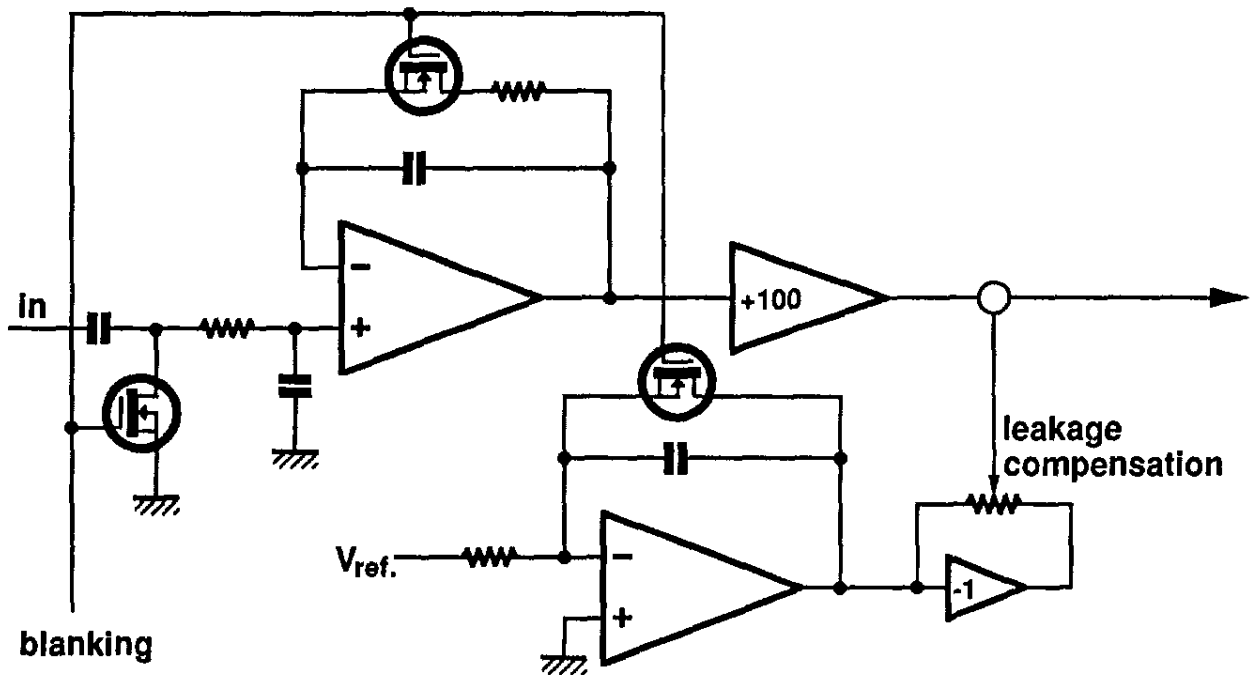 in
-
+
+100
leakage
compensation
Vref.
-
+
-1
blanking